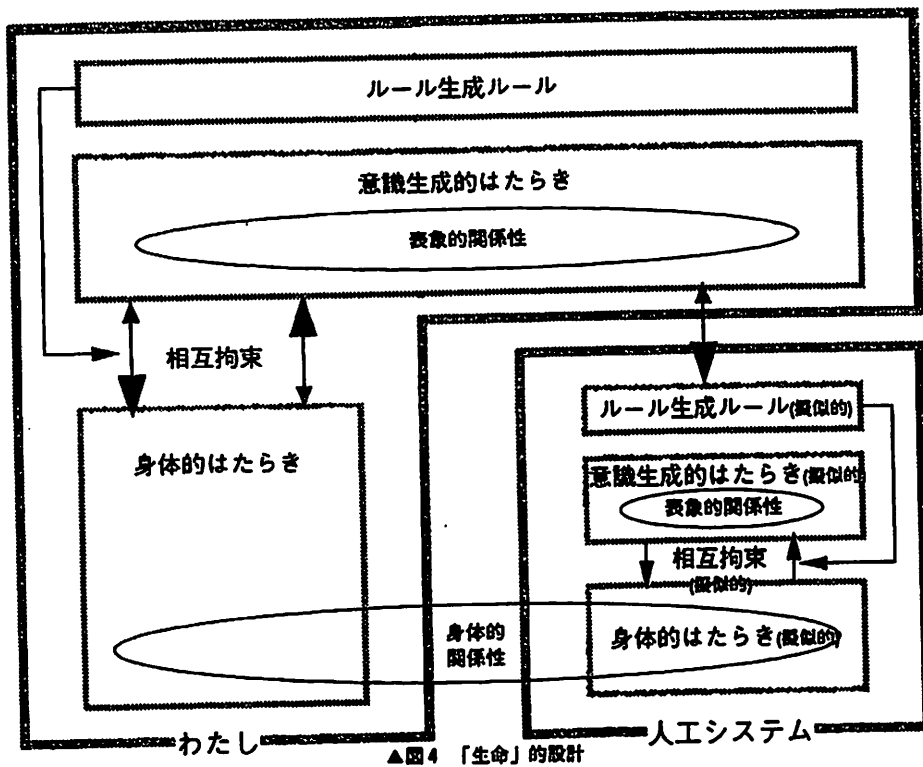 ルール生成ルール
意識生成的はたらき
表象的関係性
相互拘束
身体的はたらき
ルール生成ルール(擬似的)
意識生成的はたらき(擬似的)
表象的関係性
相互拘束
(擬似的)
身体的はたらき(擬似的)
身体的
関係性
わたし
人工システム
▲図4 「生命」的設計